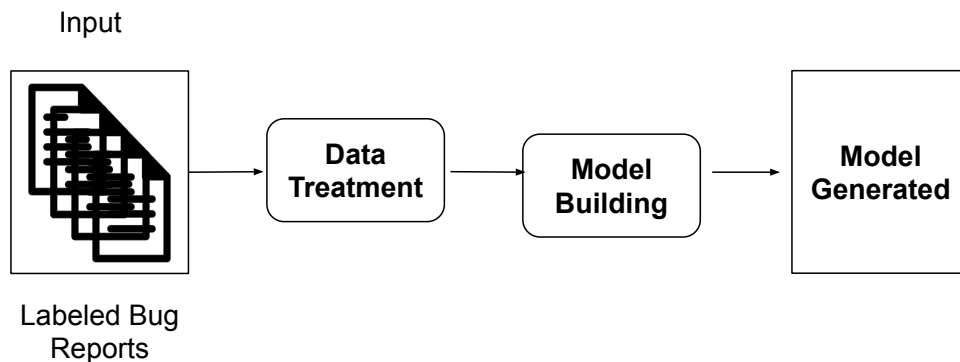 Input
Labeled Bug
Reports
Data
Treatment
Model
Building
Model
Generated